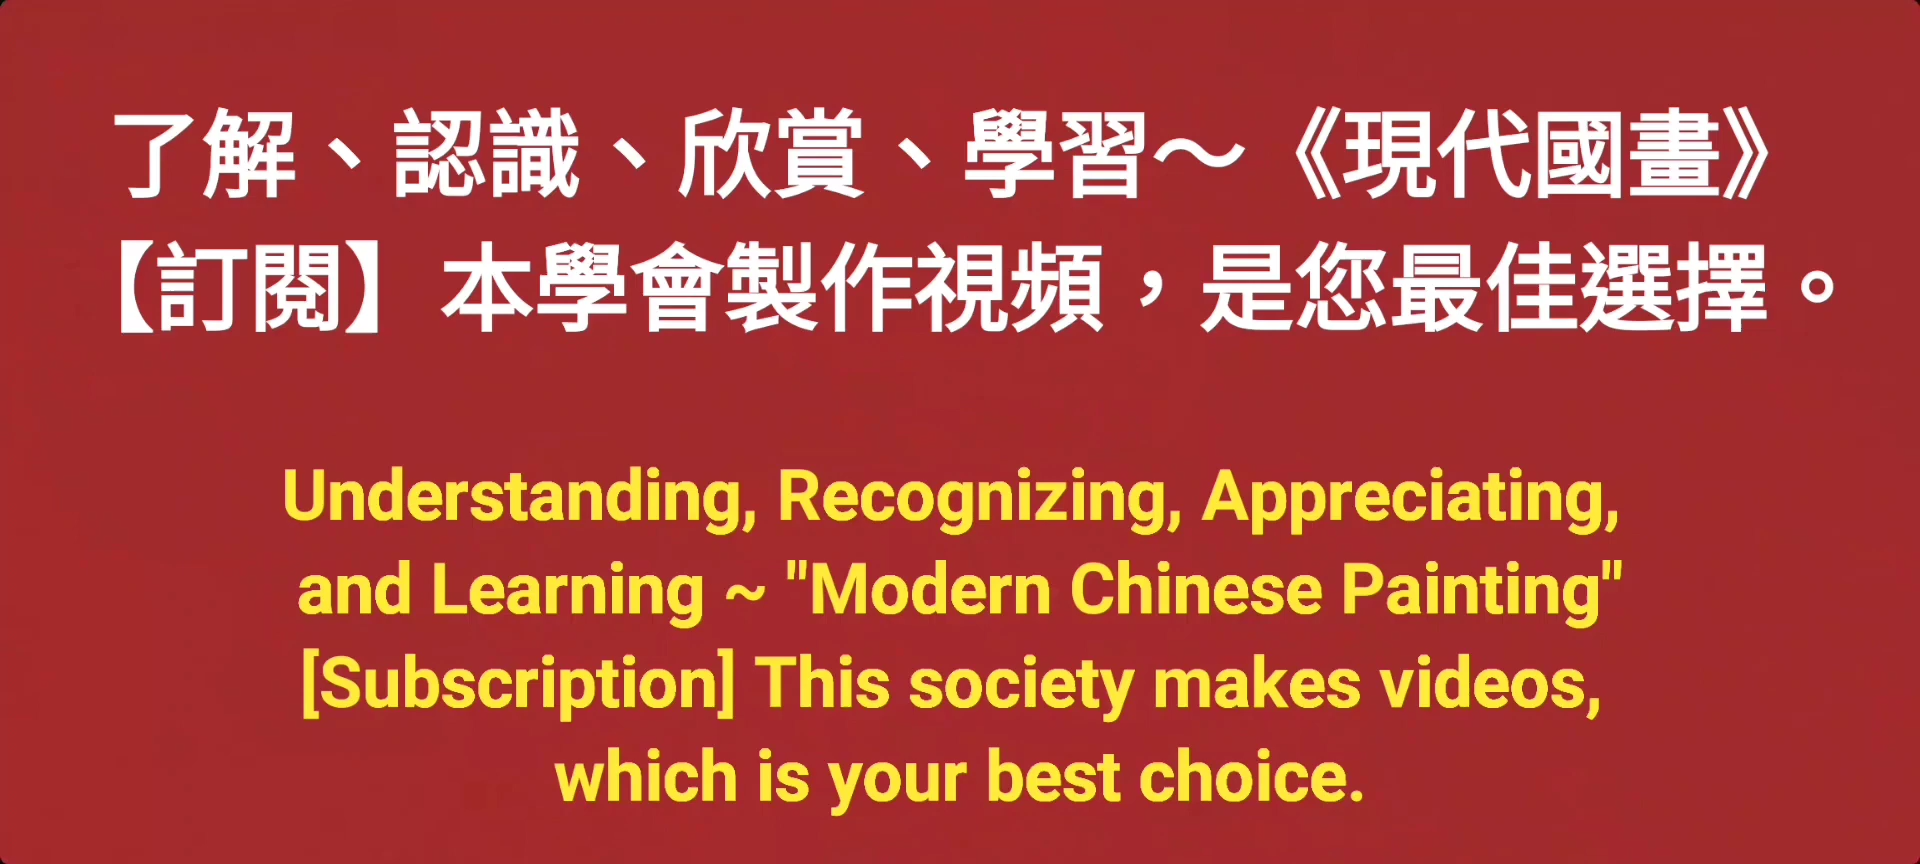 了解、認識、欣賞、學習～《現代國畫》
【訂閱】本學會製作視頻，是您最佳選擇。
Understanding, Recognizing, Appreciating,
and Learning ~ "Modern Chinese Painting"
[Subscription] This society makes videos,
which is your best choice.